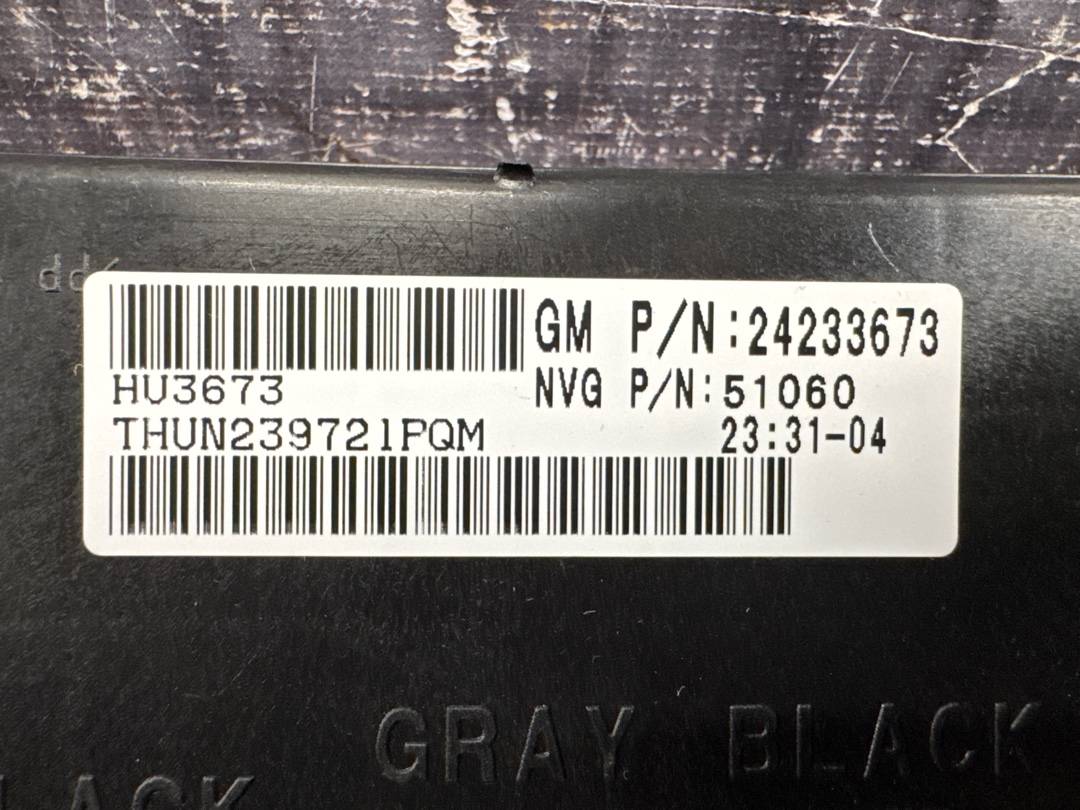 GM P/N:24233673
HU3673
NVG P/N:51060
THUN239721PQM
23:31-04
GRAY BLACK